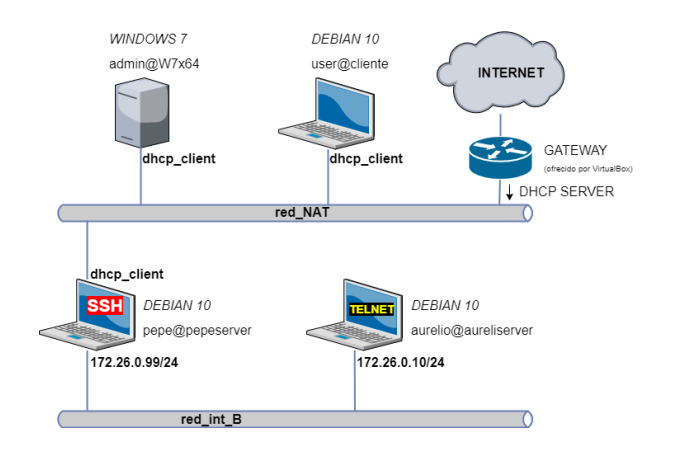 WINDOWS 7
admin@W7x64
DEBIAN 10
user@cliente
INTERNET
GATEWAY
(ofrecido por VirtualBox)
dhcp_client
dhcp_client
DHCP SERVER
red_NAT
dhcp_client
SSH
DEBIAN 10
pepe@pepeserver
TELNET
DEBIAN 10
aurelio@aureliserver
172.26.0.99/24
172.26.0.10/24
red_int_B